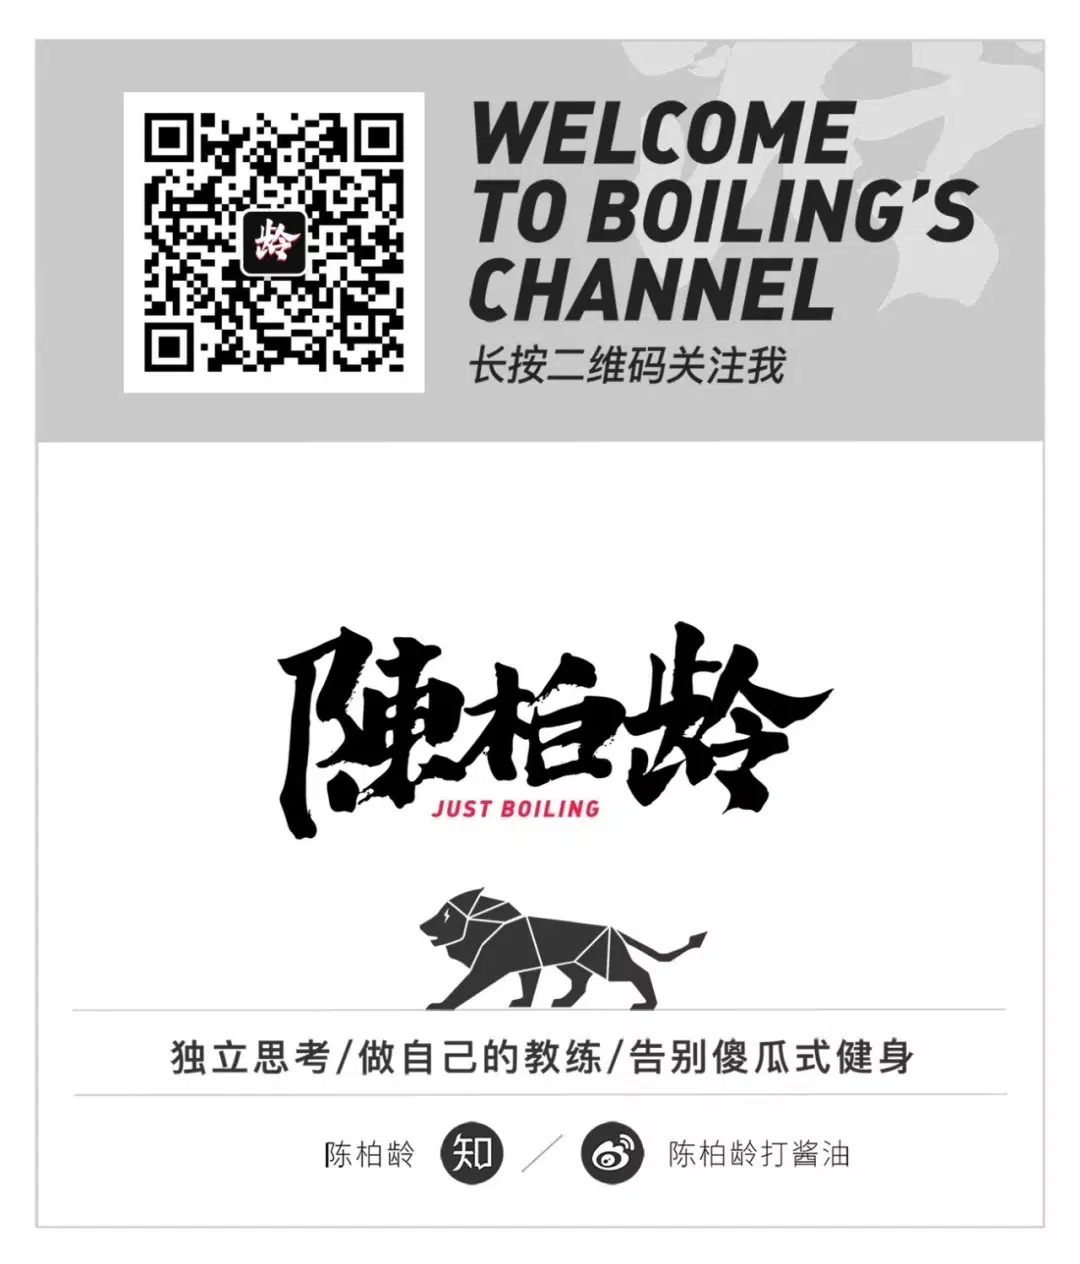 龄
WELCOME
TO BOILING'S
CHANNEL
长按二维码关注我
陳柏龄
JUST BOILING
独立思考/做自己的教练/告别傻瓜式健身
陈柏龄 知 陈柏龄打酱油